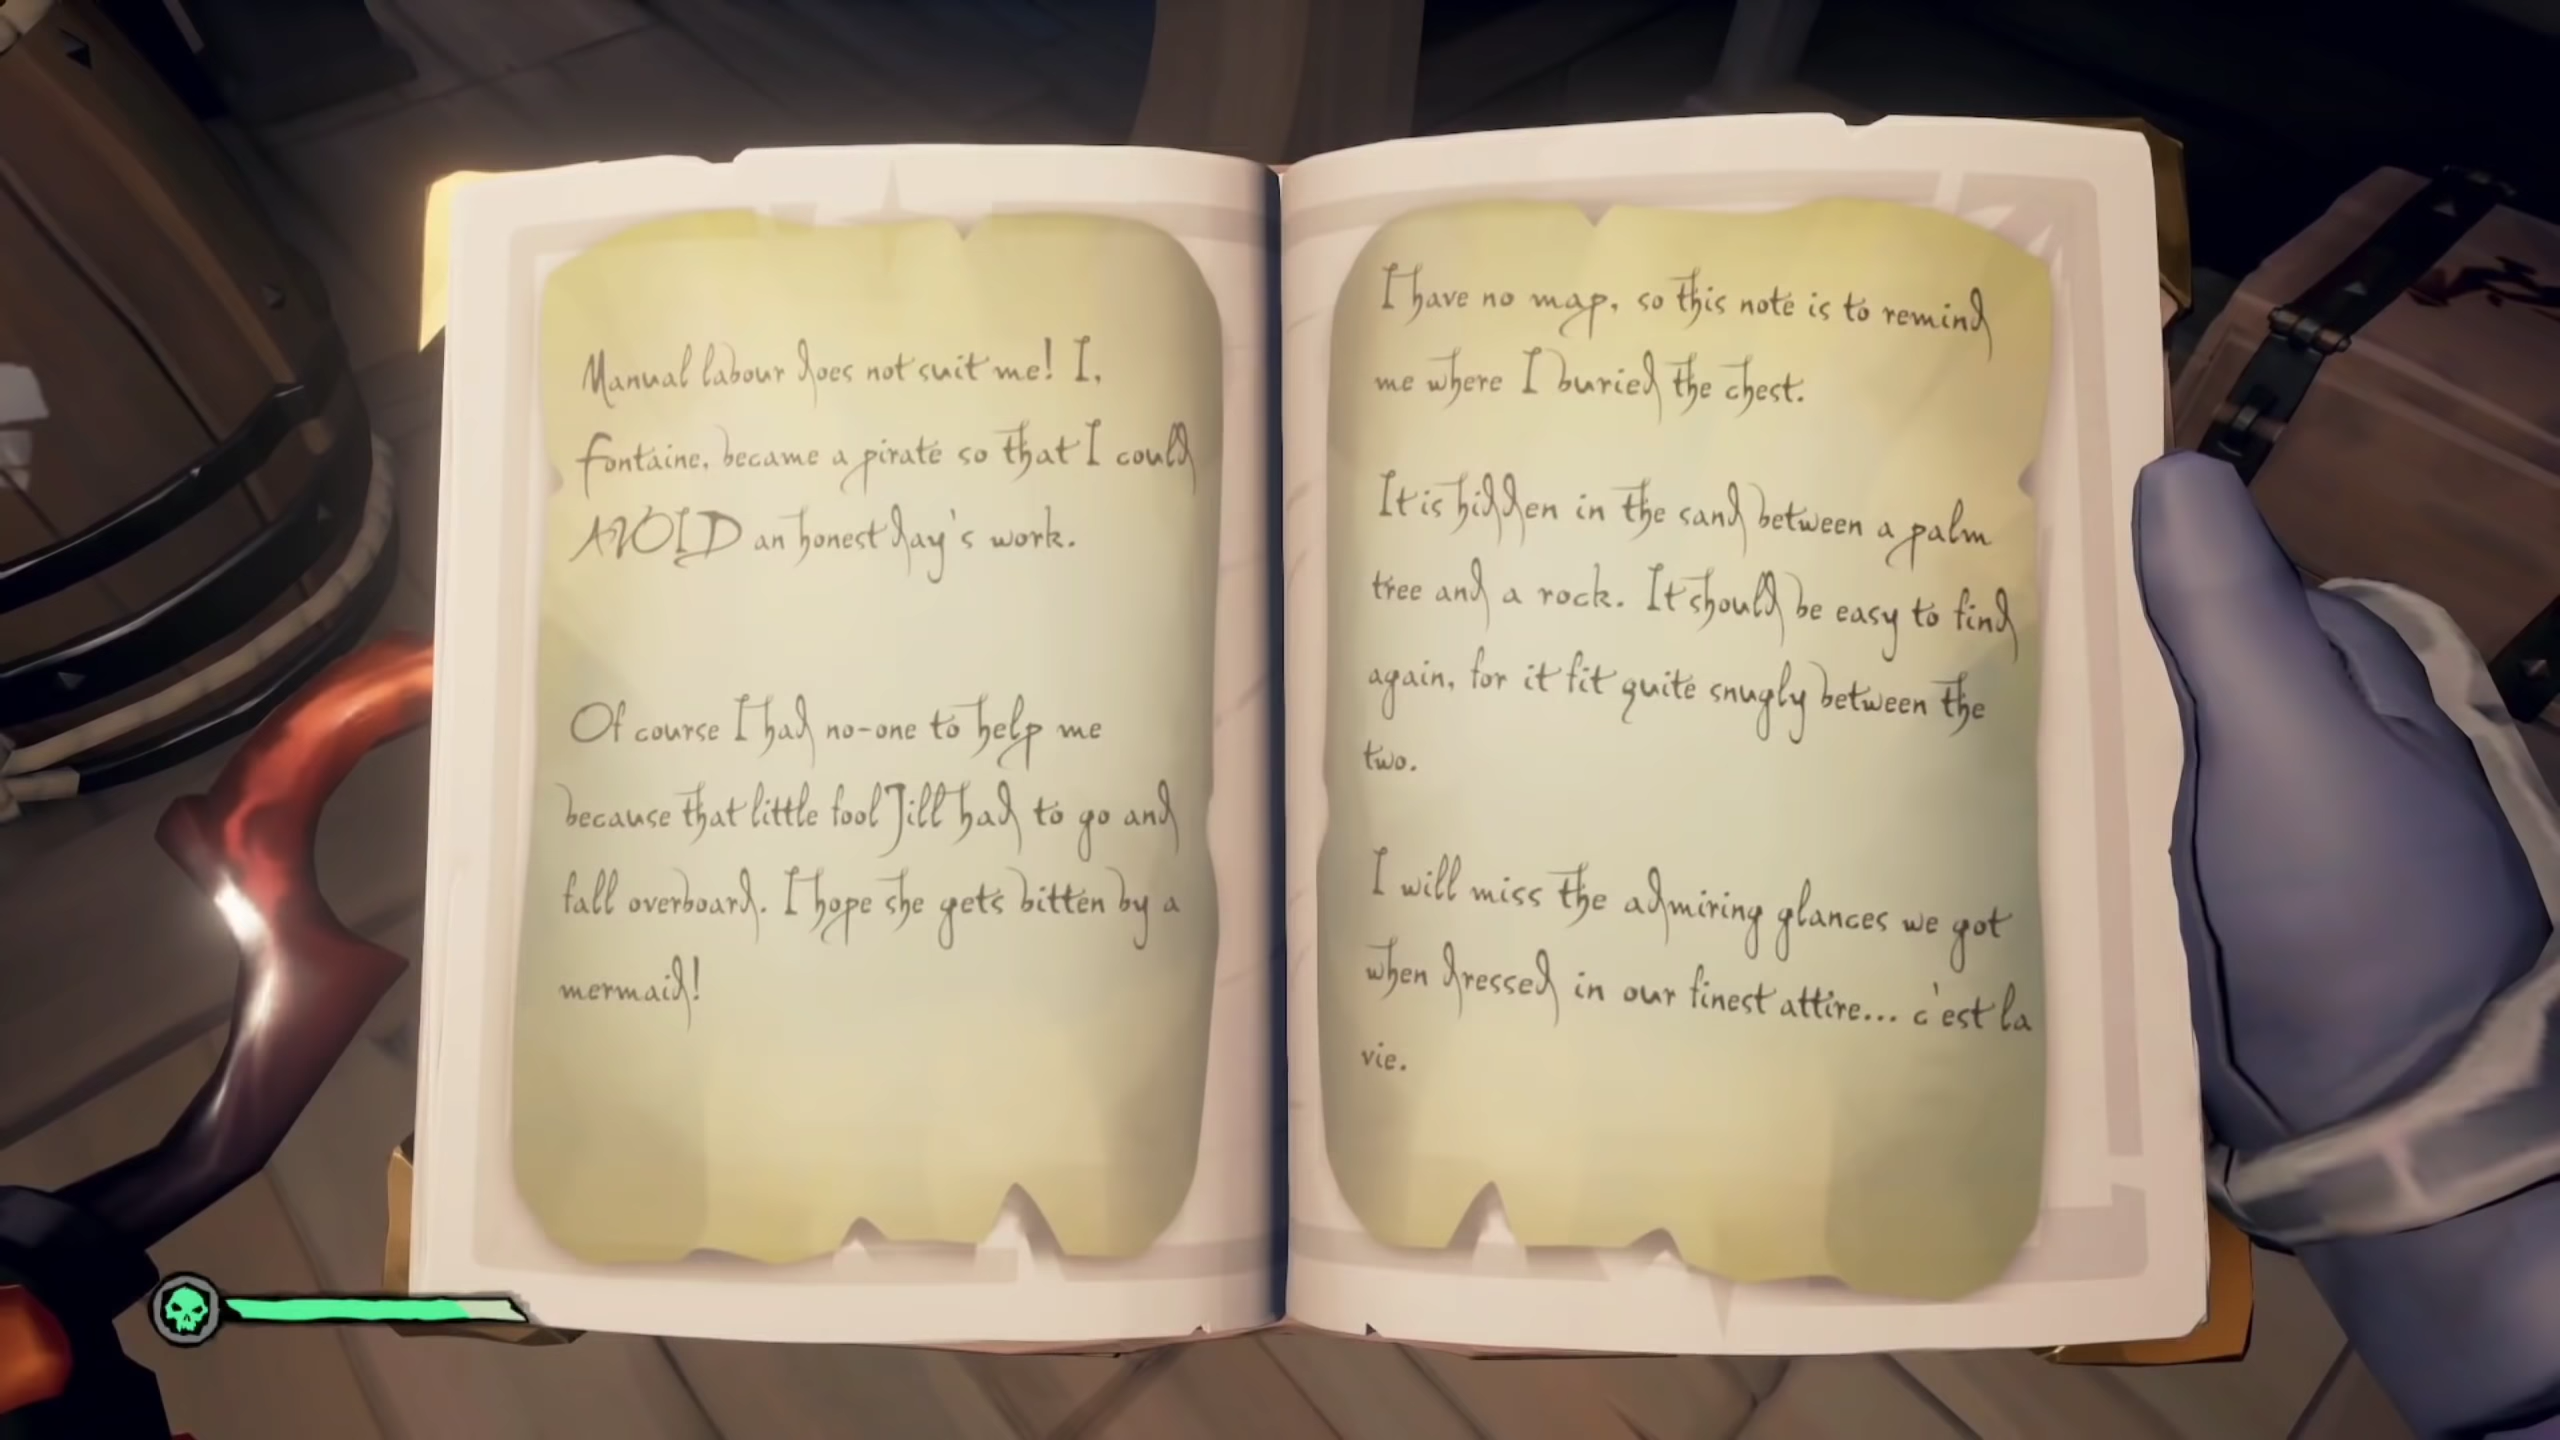 Manual labour does not suit me! I,
Fontaine, became a pirate so that I could
AVOID an honest day's work.
Of course I had no-one to help me
because that little fool Jill had to go and
fall overboard. I hope she gets bitten by a
mermaid!
I have no map, so this note is to remind
me where I buried the chest.
It is hidden in the sand between a palm
tree and a rock. It should be easy to find
again, for it fit quite snugly between the
two.
I will miss the admiring glances we got
when dressed in our finest attire... c'est la
vie.